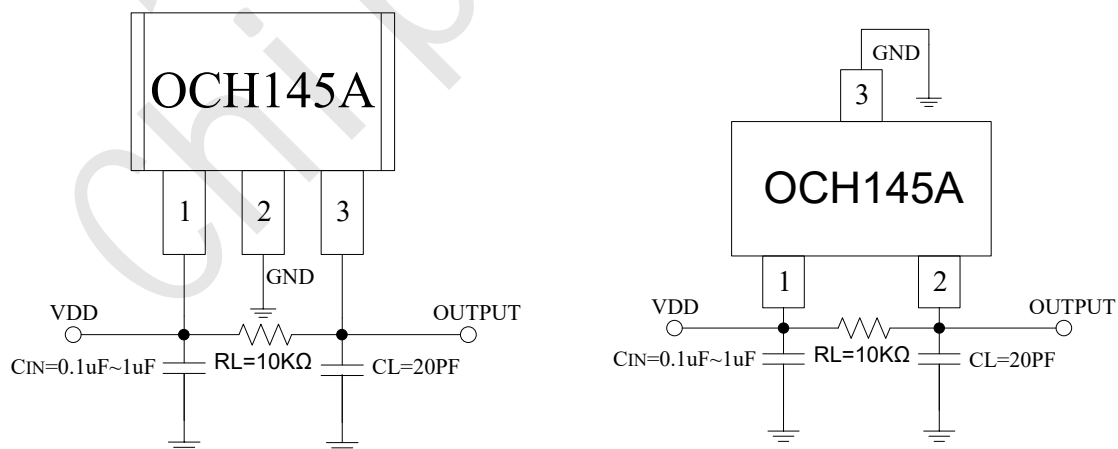 OCH145A
1
2
3
GND
VDD
OUTPUT
CIN=0.1uF~1uF
RL=10KΩ
CL=20PF
GND
3
OCH145A
1
2
VDD
OUTPUT
CIN=0.1uF~1uF
RL=10KΩ
CL=20PF
Chip